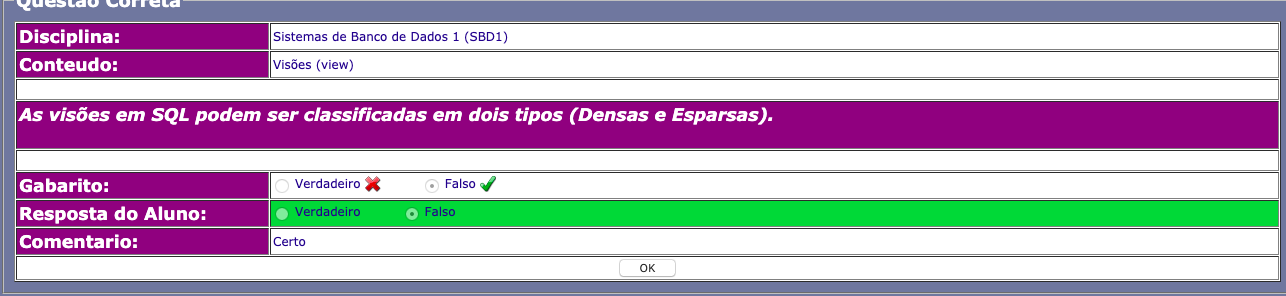 Questão Correta
Disciplina: Sistemas de Banco de Dados 1 (SBD1)
Conteudo: Visões (view)
As visões em SQL podem ser classificadas em dois tipos (Densas e Esparsas).
Gabarito: Verdadeiro Falso
Resposta do Aluno: Verdadeiro Falso
Comentario: Certo
OK